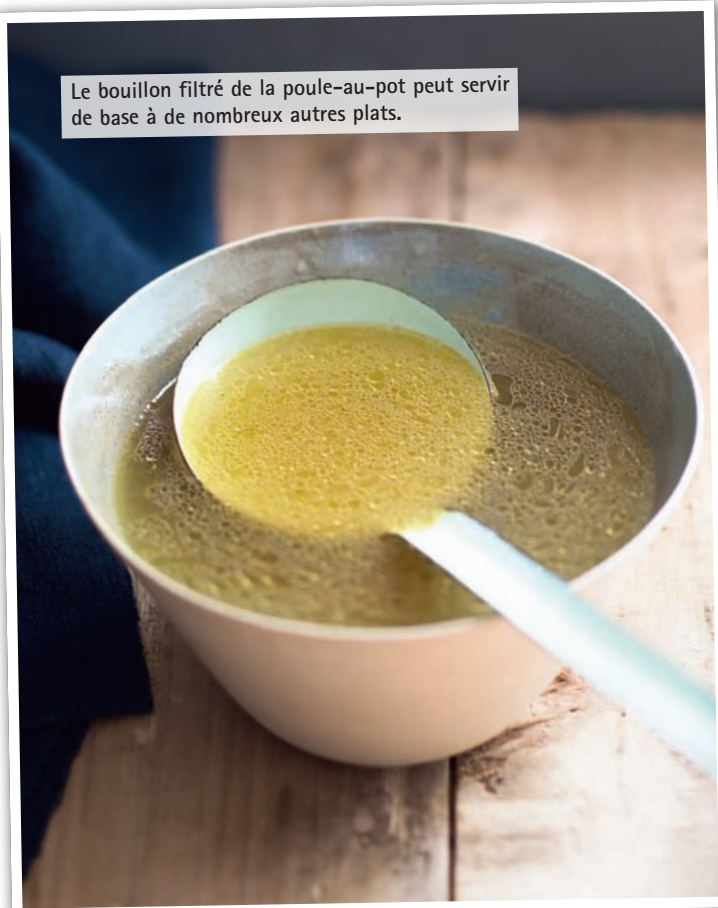 Le bouillon filtré de la poule-au-pot peut servir
de base à de nombreux autres plats.